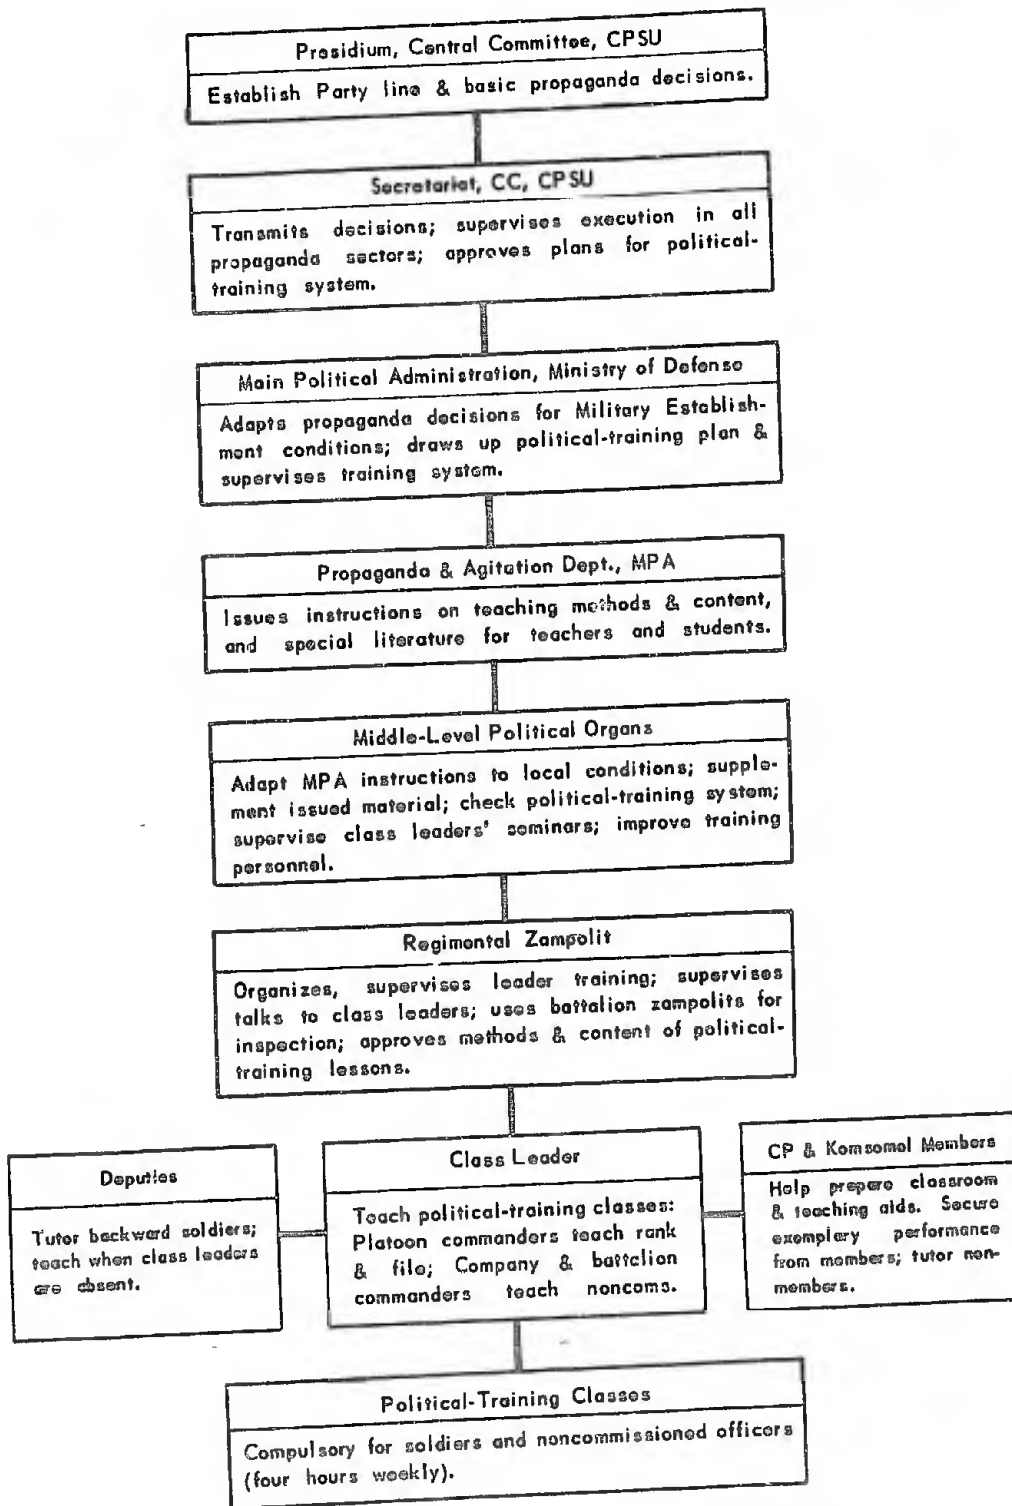 Presidium, Central Committee, CPSU
Establish Party line & basic propaganda decisions.
Secretariat, CC, CPSU
Transmits decisions; supervises execution in all
propaganda sectors; approves plans for political-
training system.
Main Political Administration, Ministry of Defense
Adapts propaganda decisions for Military Establish-
ment conditions; draws up political-training plan &
supervises training system.
Propaganda & Agitation Dept., MPA
Issues instructions on teaching methods & content,
and special literature for teachers and students.
Middle-Level Political Organs
Adapt MPA instructions to local conditions; supple-
ment issued material; check political-training system;
supervise class leaders' seminars; improve training
personnel.
Regimental Zampolit
Organizes, supervises leader training; supervises
talks to class leaders; uses battalion zampolits for
inspection; approves methods & content of political-
training lessons.
Deputies
Tutor backward soldiers;
teach when class leaders
are absent.
Class Leader
Teach political-training classes:
Platoon commanders teach rank
& file; Company & battalion
commanders teach noncoms.
CP & Komsomol Members
Help prepare classroom
& teaching aids. Secure
exemplary performance
from members; tutor non-
members.
Political-Training Classes
Compulsory for soldiers and noncommissioned officers
(four hours weekly).